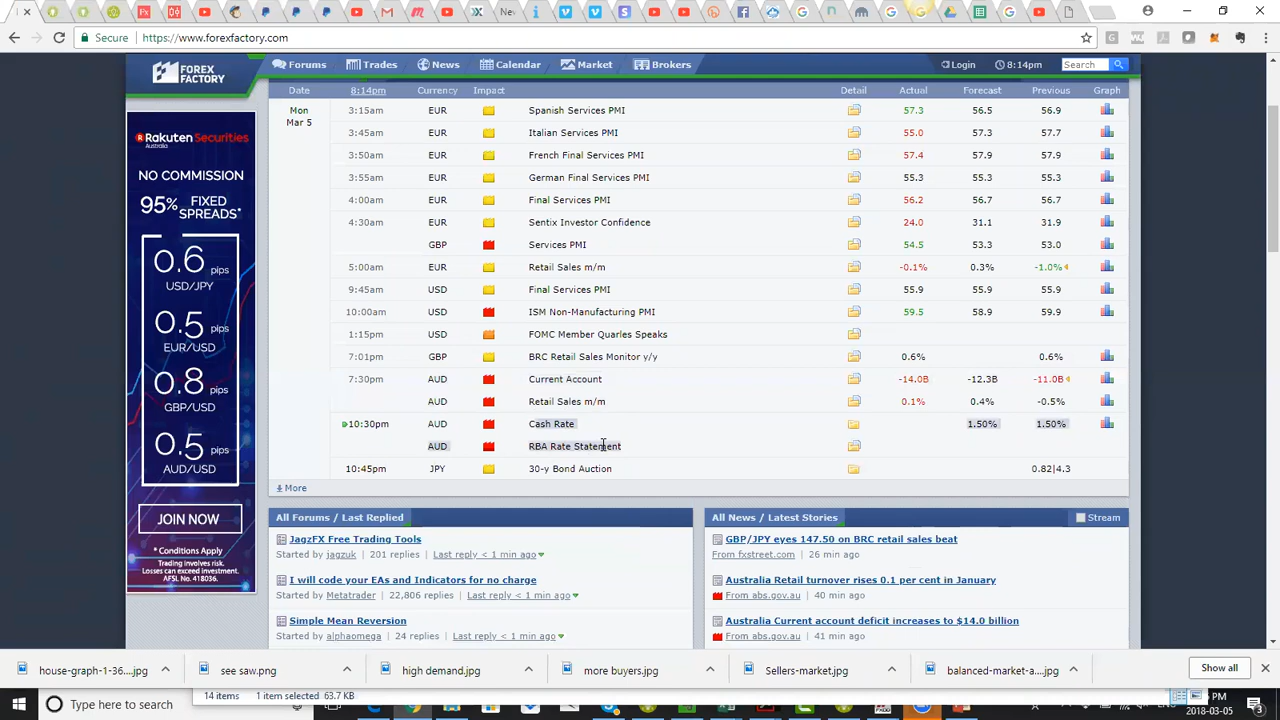 Nev
Secure
https://www.forexfactory.com
FOREX
FACTORY
Forums
Trades
News
Calendar
Market
Brokers
Login
8:14pm
Search
Date 8:14pm Currency Impact Detail Actual Forecast Previous Graph
Mon
Mar 5
3:15am EUR Spanish Services PMI 57.3 56.5 56.9
3:45am EUR Italian Services PMI 55.0 57.3 57.7
3:50am EUR French Final Services PMI 57.4 57.9 57.9
3:55am EUR German Final Services PMI 55.3 55.3 55.3
4:00am EUR Final Services PMI 56.2 56.7 56.7
4:30am EUR Sentix Investor Confidence 24.0 31.1 31.9
GBP Services PMI 54.5 53.3 53.0
5:00am EUR Retail Sales m/m -0.1% 0.3% -1.0%
9:45am USD Final Services PMI 55.9 55.9 55.9
10:00am USD ISM Non-Manufacturing PMI 59.5 58.9 59.9
1:15pm USD FOMC Member Quarles Speaks
7:01pm GBP BRC Retail Sales Monitor y/y 0.6% 0.6%
7:30pm AUD Current Account -14.0B -12.3B -11.0B
AUD Retail Sales m/m 0.1% 0.4% -0.5%
10:30pm AUD Cash Rate 1.50% 1.50%
AUD RBA Rate Statement
10:45pm JPY 30-y Bond Auction 0.82|4.3
More
Rakuten Securities
Australia
NO COMMISSION
95% FIXED
SPREADS*
0.6 pips
USD/JPY
0.5 pips
EUR/USD
0.8 pips
GBP/USD
0.5 pips
AUD/USD
JOIN NOW
* Conditions Apply
Trading involves risk.
Losses can exceed investment.
AFSL No. 418036.
All Forums / Last Replied
JagzFX Free Trading Tools
Started by jagzuk | 201 replies | Last reply < 1 min ago
I will code your EAs and Indicators for no charge
Started by Metatrader | 22,806 replies | Last reply < 1 min ago
Simple Mean Reversion
Started by alphaomega | 24 replies | Last reply < 1 min ago
All News / Latest Stories
Stream
GBP/JPY eyes 147.50 on BRC retail sales beat
From fxstreet.com | 26 min ago
Australia Retail turnover rises 0.1 per cent in January
From abs.gov.au | 40 min ago
Australia Current account deficit increases to $14.0 billion
From abs.gov.au | 41 min ago
house-graph-1-36....jpg
see saw.png
high demand.jpg
more buyers.jpg
Sellers-market.jpg
balanced-market-a....jpg
Show all
14 items 1 item selected 63.7 KB
Type here to search
PM
2018-03-05